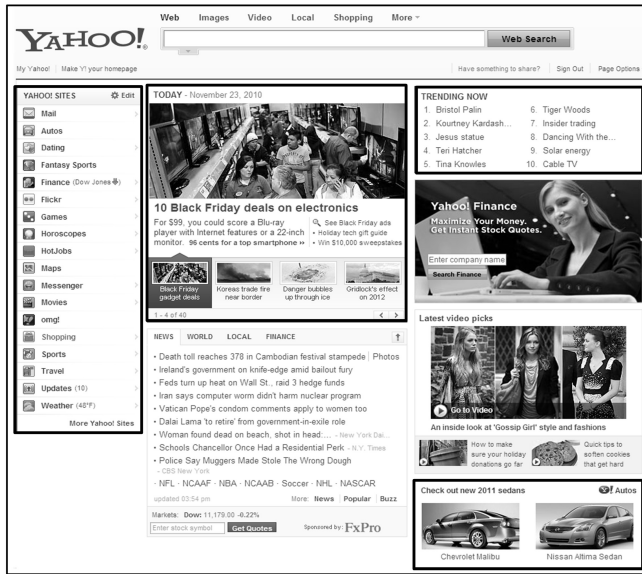 Web Images Video Local Shopping More
YAHOO!
Web Search
My Yahoo! Make Y! your homepage
Have something to share? Sign Out Page Options
YAHOO! SITES Edit
Mail
Autos
Dating
Fantasy Sports
Finance (Dow Jones)
Flickr
Games
Horoscopes
HotJobs
Maps
Messenger
Movies
omg!
Shopping
Sports
Travel
Updates (10)
Weather (48°F)
More Yahoo! Sites
TODAY - November 23, 2010
10 Black Friday deals on electronics
For $99, you could score a Blu-ray
player with Internet features or a 22-inch
monitor. 96 cents for a top smartphone »
See Black Friday ads
• Holiday tech gift guide
• Win $10,000 sweepstakes
Black Friday
gadget deals
Koreans trade fire
near border
Danger bubbles
up through ice
Gridlock's effect
on 2012
1 - 4 of 40
NEWS WORLD LOCAL FINANCE
• Death toll reaches 378 in Cambodian festival stampede | Photos
• Ireland's government on knife-edge amid bailout fury
• Feds turn up heat on Wall St., raid 3 hedge funds
• Iran says computer worm didn't harm nuclear program
• Vatican Pope's condom comments apply to women too
• Dalai Lama 'to retire' from government-in-exile role
• Woman found dead on beach, shot in head:... - New York Dai...
• Schools Chancellor Once Had a Residential Perk - N.Y. Times
• Police Say Muggers Made Stole The Wrong Dough
- CBS New York
· NFL · NCAAF · NBA · NCAAB · Soccer · NHL · NASCAR
updated 03:54 pm More: News Popular Buzz
Markets: Dow: 11,179.00 -0.22%
Enter stock symbol Get Quotes Sponsored by: FxPro
TRENDING NOW
1. Bristol Palin
2. Kourtney Kardash...
3. Jesus statue
4. Teri Hatcher
5. Tina Knowles
6. Tiger Woods
7. Insider trading
8. Dancing With the...
9. Solar energy
10. Cable TV
Yahoo! Finance
Maximize Your Money.
Get Instant Stock Quotes.
Enter company name
Search Finance
Latest video picks
Go to Video
An inside look at 'Gossip Girl' style and fashions
How to make
sure your holiday
donations go far
Quick tips to
soften cookies
that get hard
Check out new 2011 sedans Y! Autos
Chevrolet Malibu
Nissan Altima Sedan